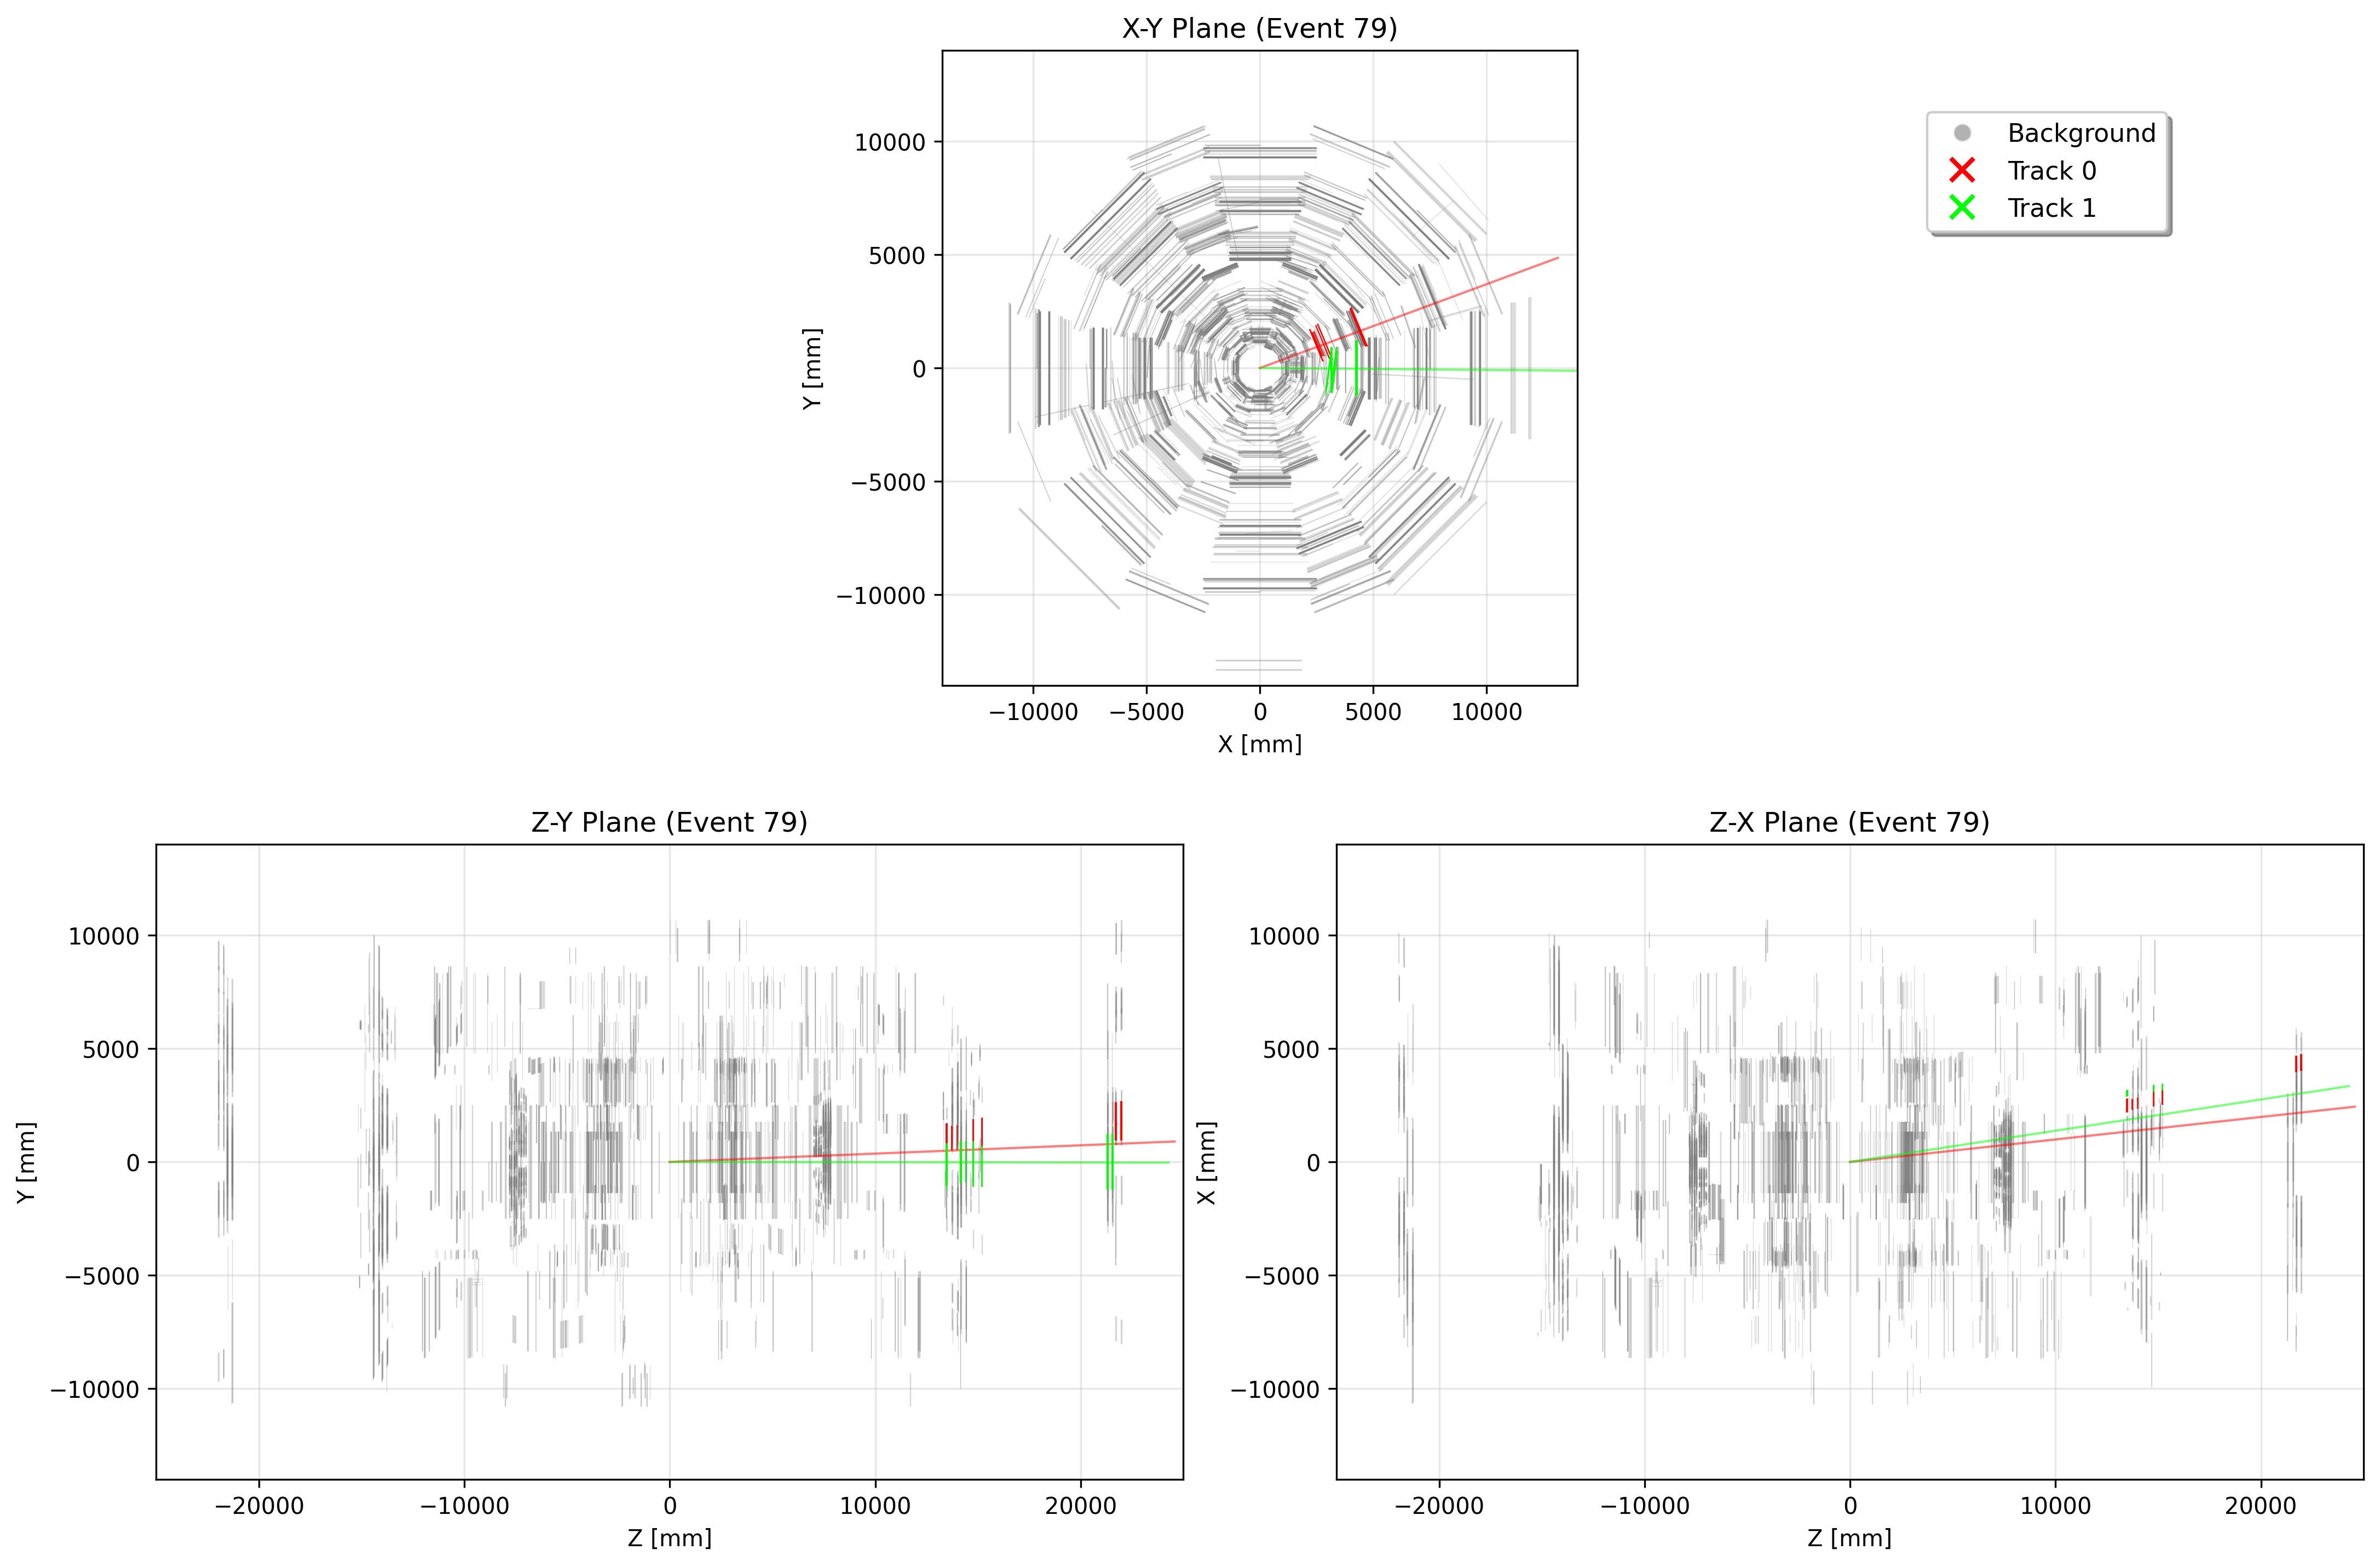 X-Y Plane (Event 79)
Background
Track 0
Track 1
10000
5000
0
−5000
−10000
Y [mm]
−10000 −5000 0 5000 10000
X [mm]
Z-Y Plane (Event 79)
10000
5000
0
−5000
−10000
Y [mm]
−20000 −10000 0 10000 20000
Z [mm]
Z-X Plane (Event 79)
10000
5000
0
−5000
−10000
X [mm]
−20000 −10000 0 10000 20000
Z [mm]